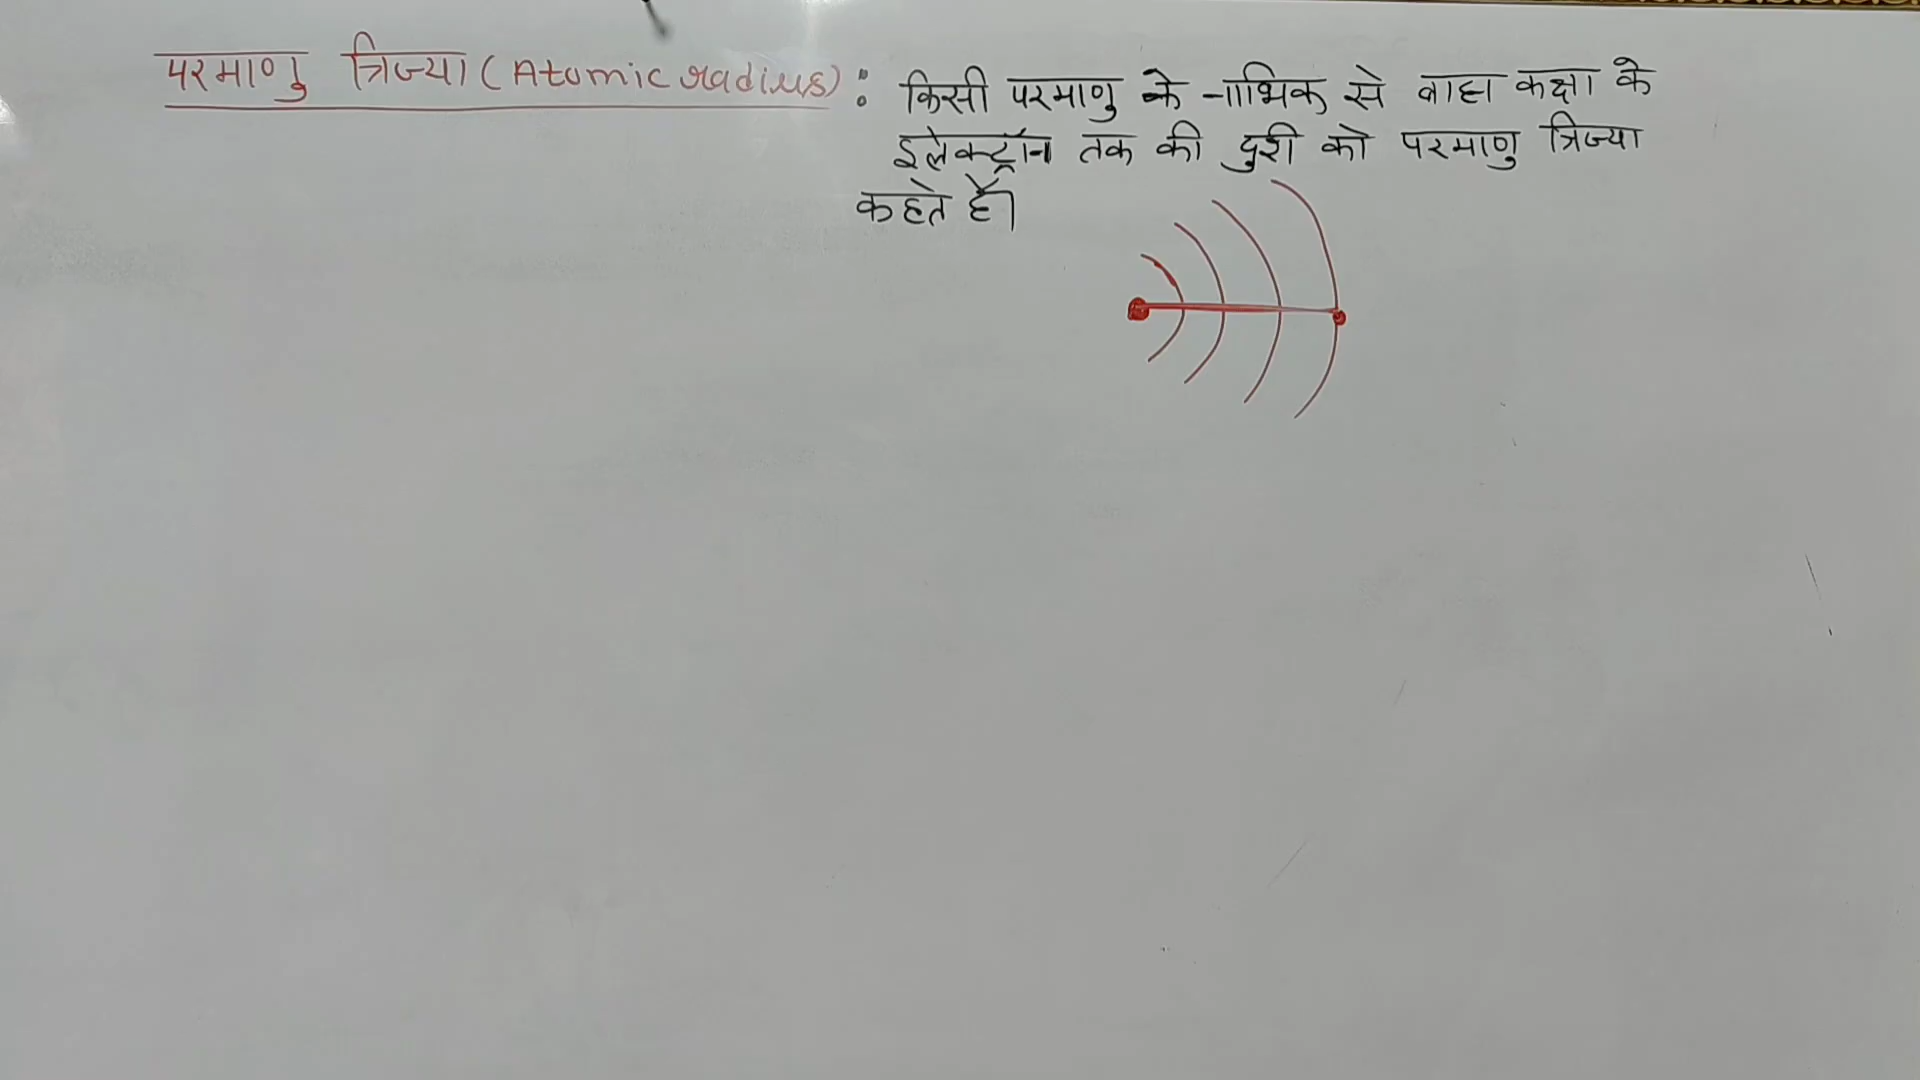 परमाणु त्रिज्या (Atomic radius) : किसी परमाणु के नाभिक से बाह्य कक्षा के
इलेक्ट्रॉन तक की दुरी को परमाणु त्रिज्या
कहते हैं।